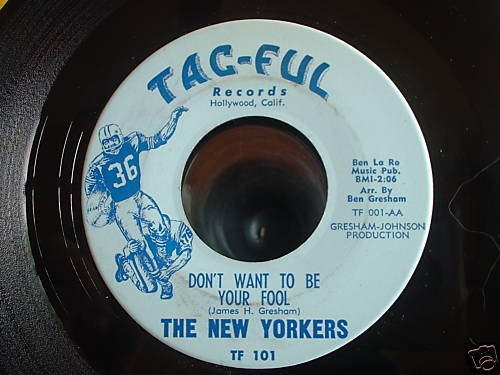 TAC-FUL
Records
Hollywood, Calif.
36
Ben La Ro
Music Pub.
BMI-2:06
Arr. By
Ben Gresham
TF 001-AA
GRESHAM-JOHNSON
PRODUCTION
DON'T WANT TO BE
YOUR FOOL
(James H. Gresham)
THE NEW YORKERS
TF 101